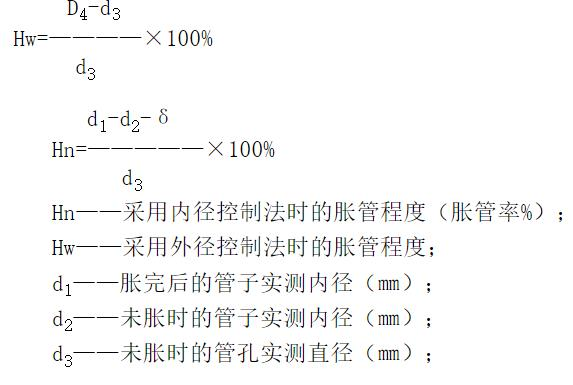 D₄-d₃
Hw=————×100%
d₃
d₁-d₂-δ
Hn=—————×100%
d₃
Hn——采用内径控制法时的胀管程度（胀管率%）；
Hw——采用外径控制法时的胀管程度；
d₁——胀完后的管子实测内径（㎜）；
d₂——未胀时的管子实测内径（㎜）；
d₃——未胀时的管孔实测直径（㎜）；